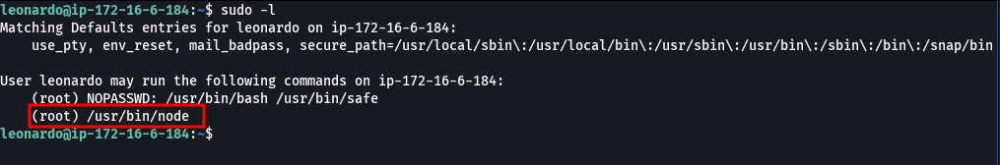 leonardo@ip-172-16-6-184:~$ sudo -l
Matching Defaults entries for leonardo on ip-172-16-6-184:
    use_pty, env_reset, mail_badpass, secure_path=/usr/local/sbin\:/usr/local/bin\:/usr/sbin\:/usr/bin\:/sbin\:/bin\:/snap/bin

User leonardo may run the following commands on ip-172-16-6-184:
    (root) NOPASSWD: /usr/bin/bash /usr/bin/safe
    (root) /usr/bin/node
leonardo@ip-172-16-6-184:~$